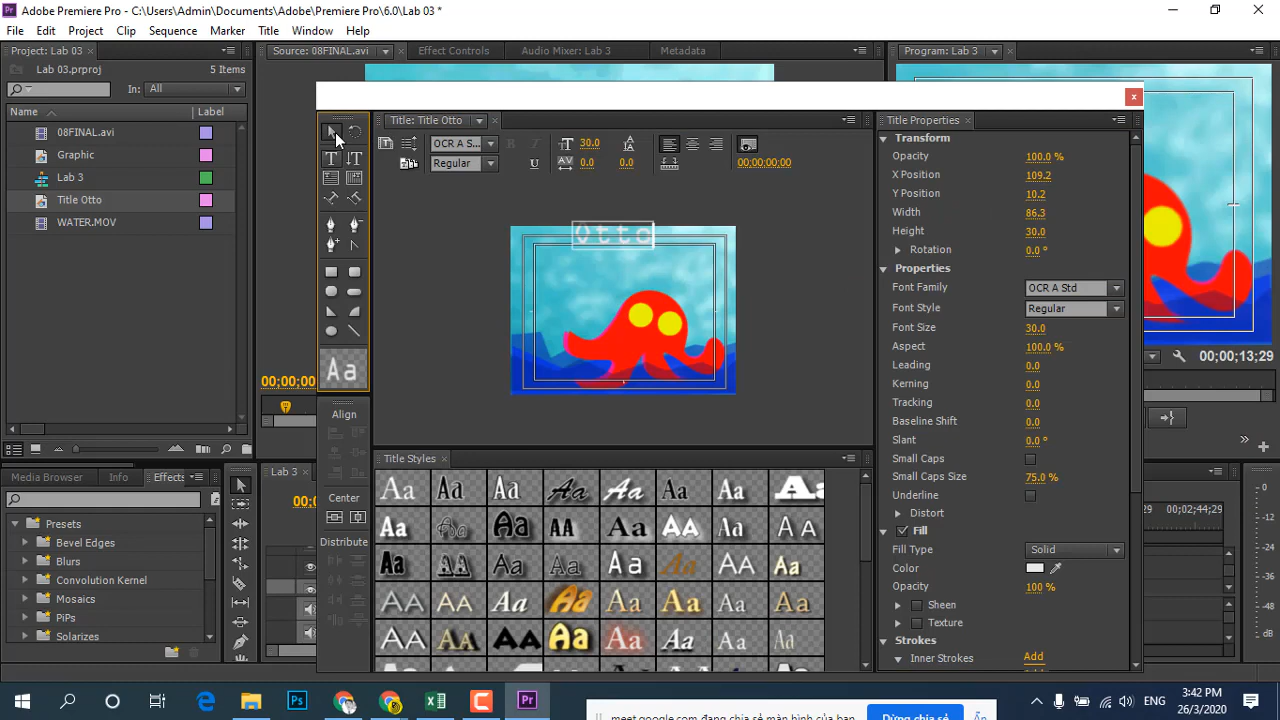 Adobe Premiere Pro - C:\Users\Admin\Documents\Adobe\Premiere Pro\6.0\Lab 03 *
File Edit Project Clip Sequence Marker Title Window Help
Project: Lab 03
Source: 08FINAL.avi Effect Controls Audio Mixer: Lab 3 Metadata
Program: Lab 3
Lab 03.prproj 5 Items
In: All
Name Label
08FINAL.avi
Graphic
Lab 3
Title Otto
WATER.MOV
Title: Title Otto
OCR A S... 30.0
Regular 0.0 0.0 00;00;00;00
Otto
Aa
Align
Center
Distribute
Title Styles
Title Properties
Transform
Opacity 100.0 %
X Position 109.2
Y Position 10.2
Width 86.3
Height 30.0
Rotation 0.0 °
Properties
Font Family OCR A Std
Font Style Regular
Font Size 30.0
Aspect 100.0 %
Leading 0.0
Kerning 0.0
Tracking 0.0
Baseline Shift 0.0
Slant 0.0 °
Small Caps
Small Caps Size 75.0 %
Underline
Distort
Fill
Fill Type Solid
Color
Opacity 100 %
Sheen
Texture
Strokes
Inner Strokes Add
00;00;13;29
00;02;44;29
0
-12
-24
-36
-48
dB
Media Browser Info Effects
Presets
Bevel Edges
Blurs
Convolution Kernel
Mosaics
PiPs
Solarizes
Lab 3
meet.google.com đang chia sẻ màn hình của bạn.
Dừng chia sẻ
Ẩn
ENG
3:42 PM
26/3/2020